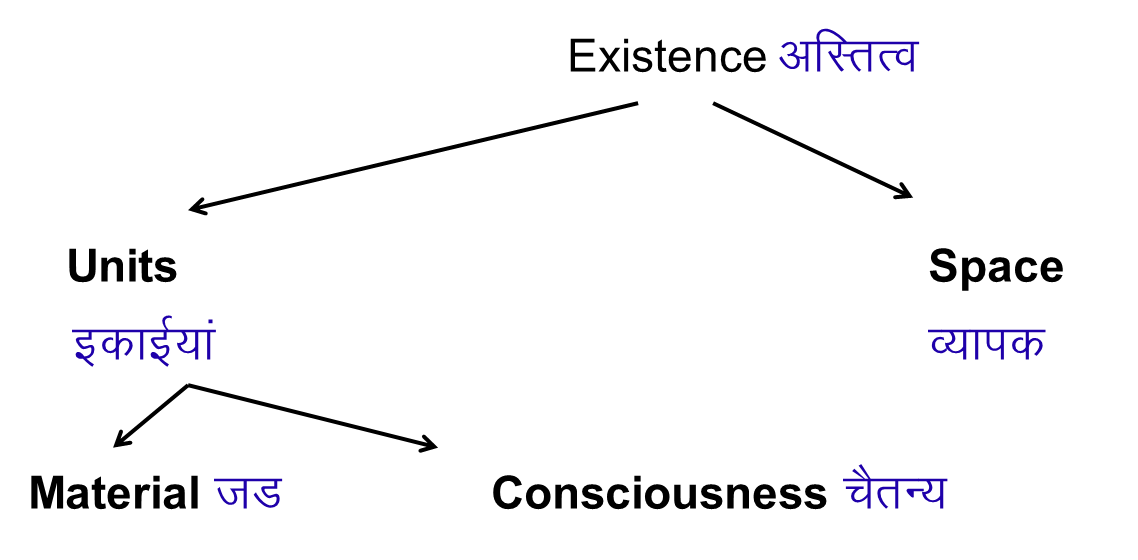 Existence अस्तित्व
Units
Space
इकाईयां
व्यापक
Material जड
Consciousness चैतन्य